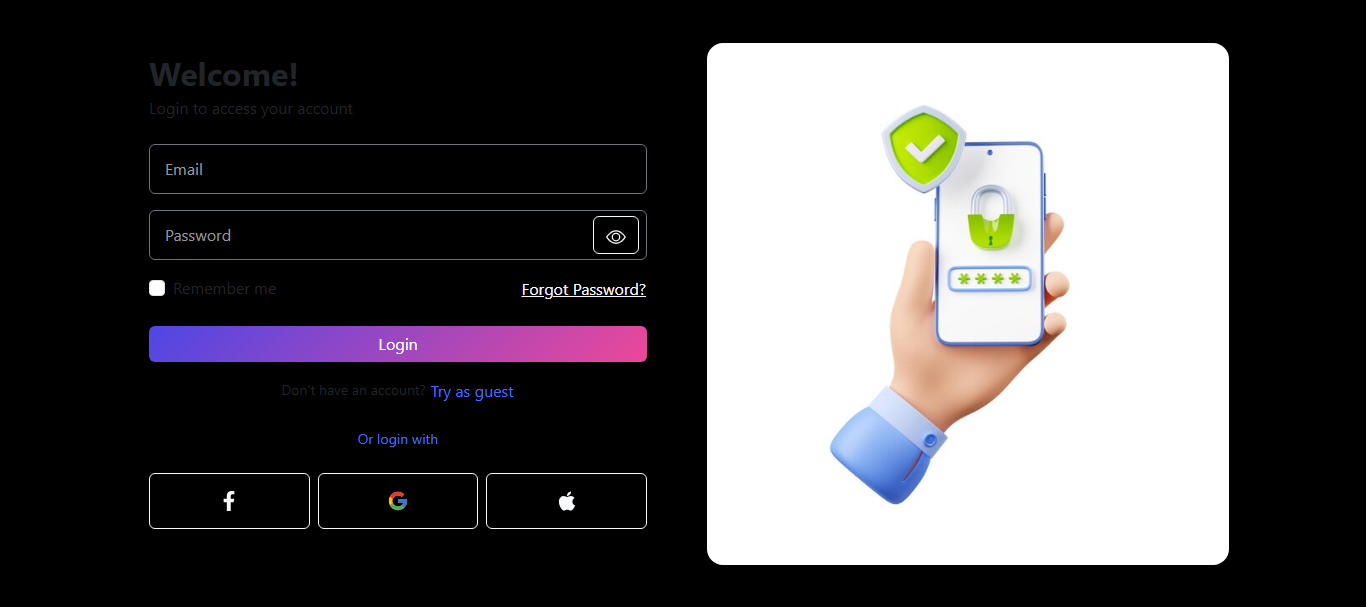 Welcome!
Login to access your account
Email
Password
Remember me
Forgot Password?
Login
Don't have an account? Try as guest
Or login with
****